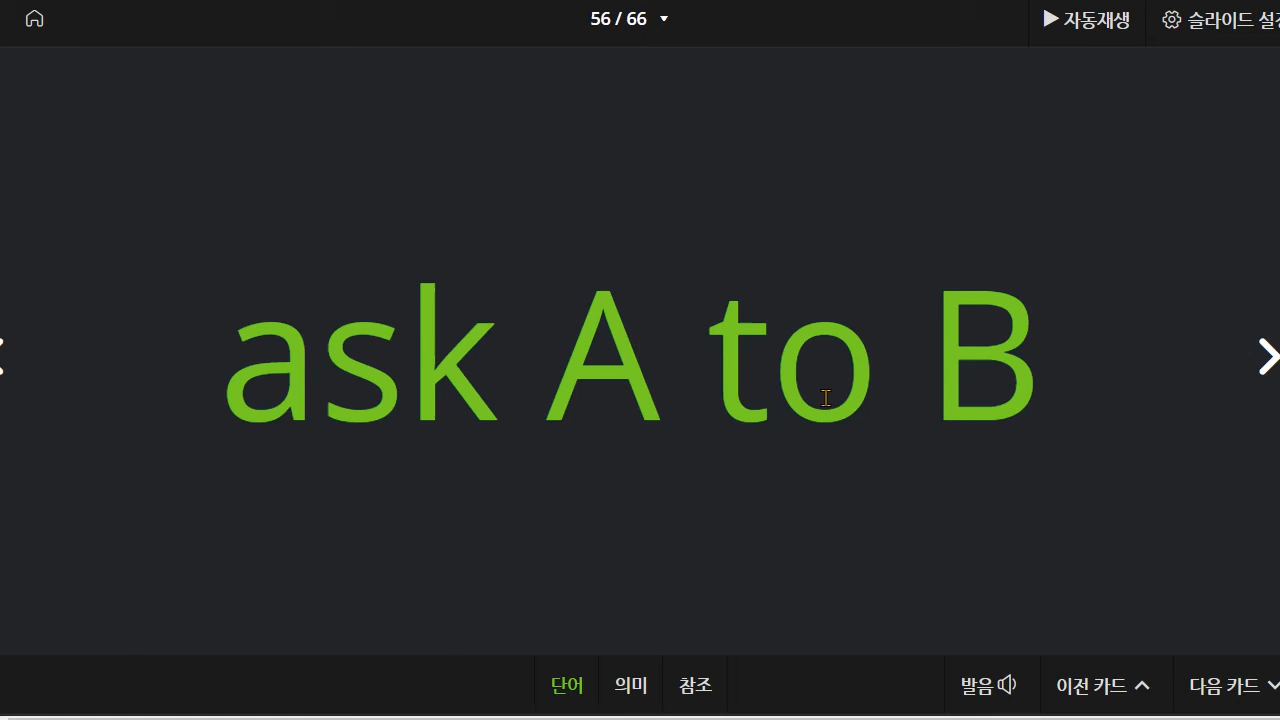 56 / 66
자동재생
슬라이드 설정
ask A to B
단어 의미 참조
발음 이전 카드 다음 카드